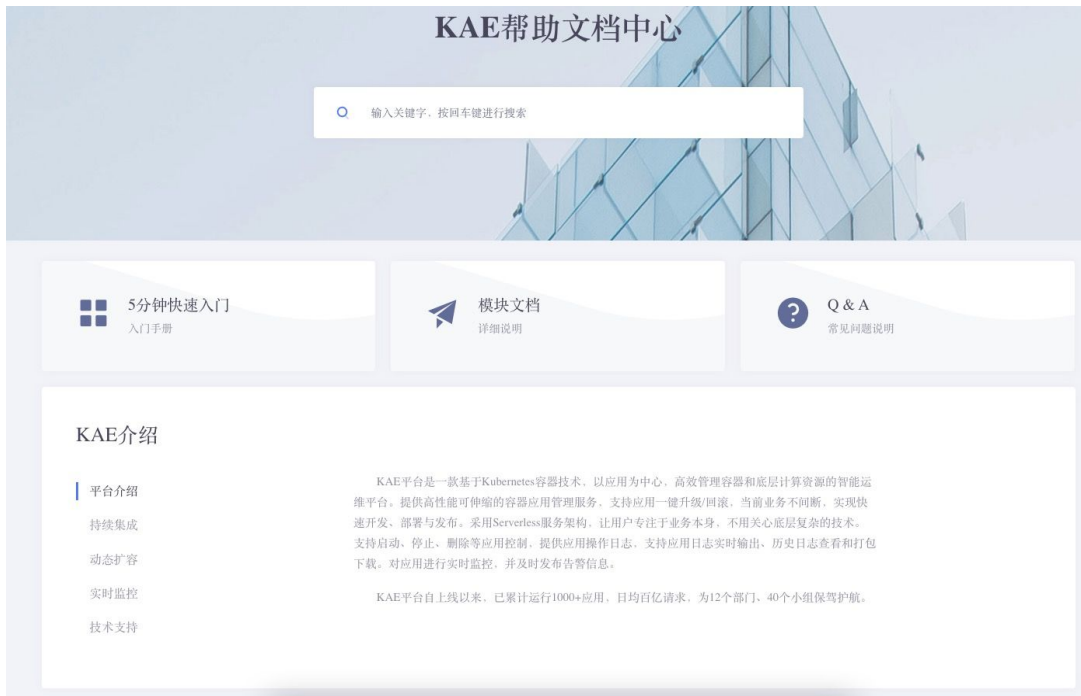 KAE帮助文档中心
输入关键字、按回车键进行搜索
5分钟快速入门
入门手册
模块文档
详细说明
Q & A
常见问题说明
KAE介绍
平台介绍
持续集成
动态扩容
实时监控
技术支持
KAE平台是一款基于Kubernetes容器技术、以应用为中心、高效管理容器和底层计算资源的智能运
维平台。提供高性能可伸缩的容器应用管理服务、支持应用一键升级/回滚、当前业务不间断、实现快
速开发、部署与发布。采用Serverless服务架构、让用户专注于业务本身、不用关心底层复杂的技术。
支持启动、停止、删除等应用控制、提供应用操作日志、支持应用日志实时输出、历史日志查看和打包
下载。对应用进行实时监控、并及时发布告警信息。
KAE平台自上线以来、已累计运行1000+应用、日均百亿请求、为12个部门、40个小组保驾护航。